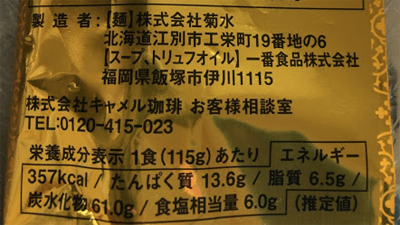 製造者：【麺】株式会社菊水
北海道江別市工栄町19番地の6
【スープ、トリュフオイル】一番食品株式会社
福岡県飯塚市伊川1115
株式会社キャメル珈琲 お客様相談室
TEL:0120-415-023
栄養成分表示 1食(115g)あたり エネルギー
357kcal / たんぱく質 13.6g / 脂質 6.5g /
炭水化物 61.0g / 食塩相当量 6.0g (推定値)